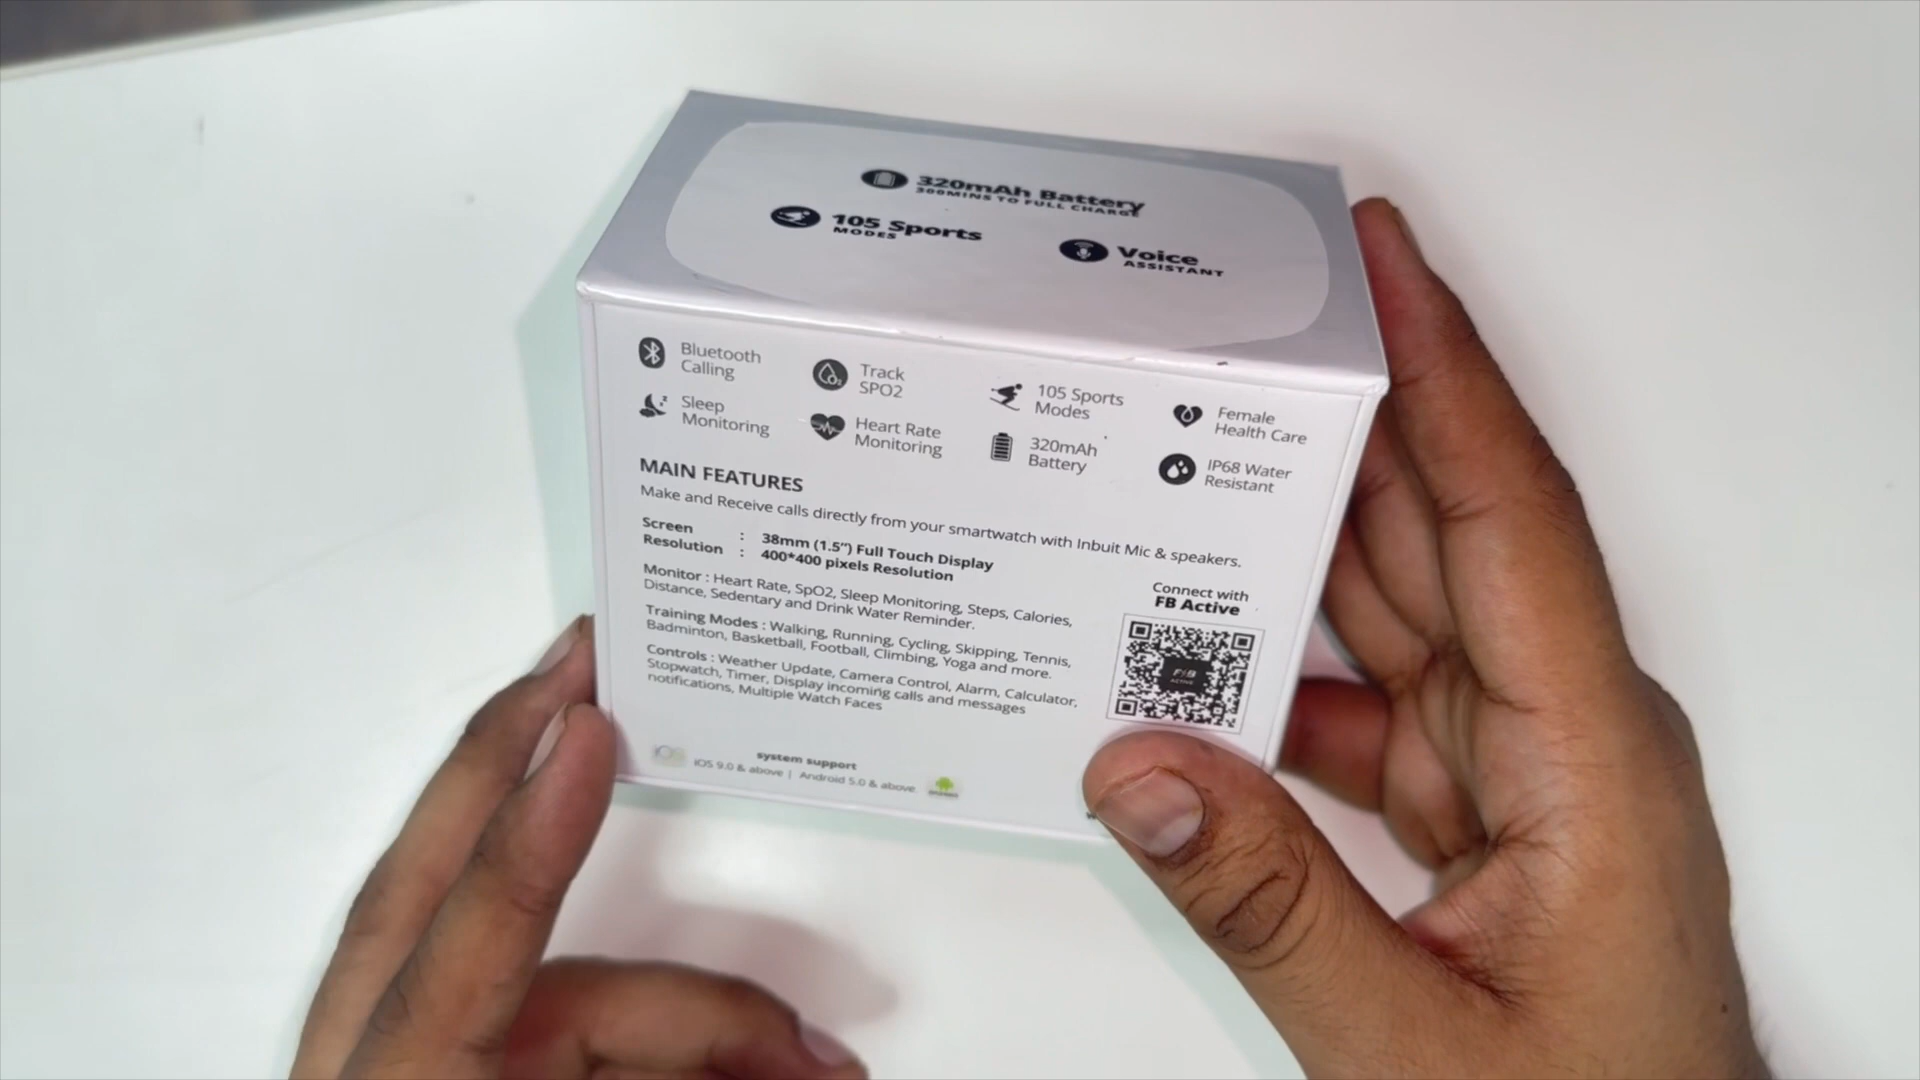 320mAh Battery
300MINS TO FULL CHARGE
105 Sports
MODES
Voice
ASSISTANT
Bluetooth
Calling
Track
SPO2
105 Sports
Modes
Female
Health Care
Sleep
Monitoring
Heart Rate
Monitoring
320mAh
Battery
IP68 Water
Resistant
MAIN FEATURES
Make and Receive calls directly from your smartwatch with Inbuit Mic & speakers.
Screen : 38mm (1.5") Full Touch Display
Resolution : 400*400 pixels Resolution
Monitor : Heart Rate, SpO2, Sleep Monitoring, Steps, Calories,
Distance, Sedentary and Drink Water Reminder.
Training Modes : Walking, Running, Cycling, Skipping, Tennis,
Badminton, Basketball, Football, Climbing, Yoga and more.
Controls : Weather Update, Camera Control, Alarm, Calculator,
Stopwatch, Timer, Display incoming calls and messages
notifications, Multiple Watch Faces
Connect with
FB Active
system support
iOS
iOS 9.0 & above | Android 5.0 & above